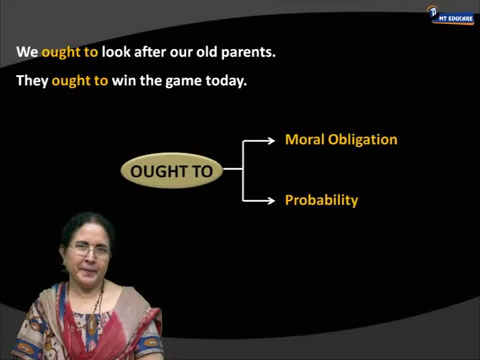 MT EDUCARE
We ought to look after our old parents.
They ought to win the game today.
Moral Obligation
OUGHT TO
Probability